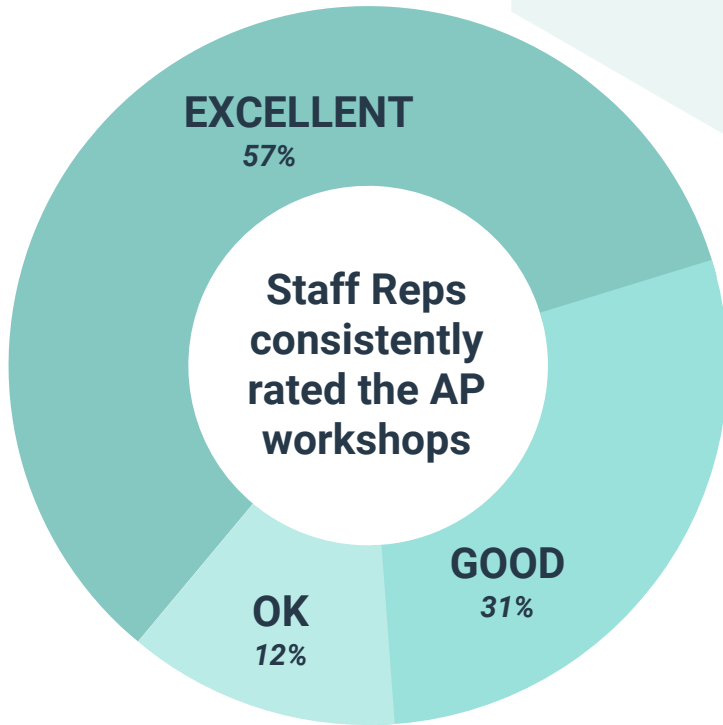 EXCELLENT
57%
Staff Reps
consistently
rated the AP
workshops
GOOD
31%
OK
12%